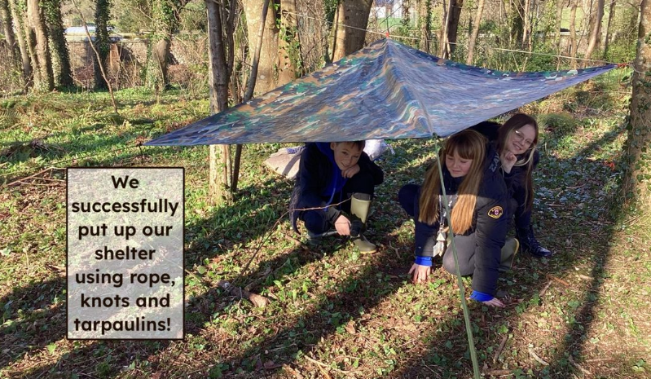 We
successfully
put up our
shelter
using rope,
knots and
tarpaulins!